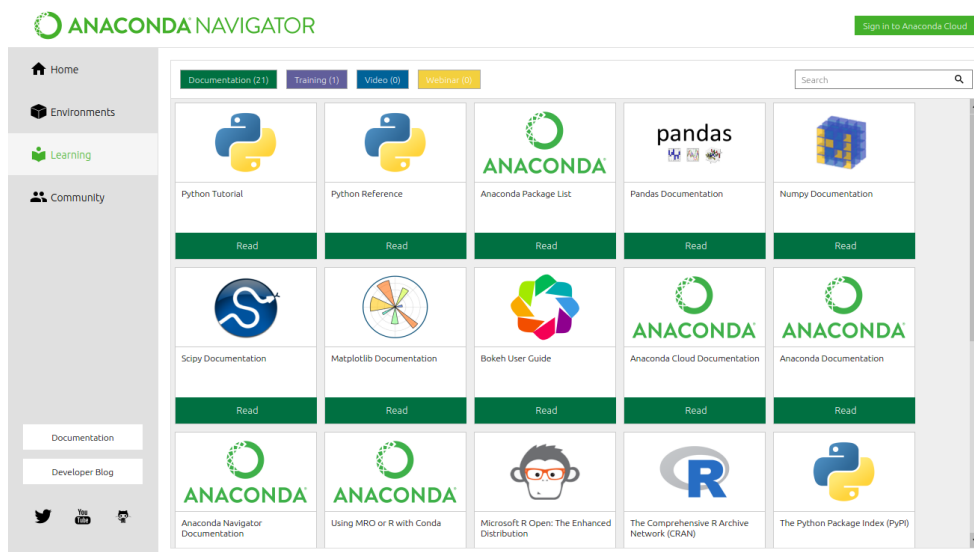 ANACONDA NAVIGATOR
Sign in to Anaconda Cloud
Home
Environments
Learning
Community
Documentation
Developer Blog
You
Tube
Documentation (21)
Training (1)
Video (0)
Webinar (0)
Search
ANACONDA
pandas
Python Tutorial
Python Reference
Anaconda Package List
Pandas Documentation
Numpy Documentation
Read
Read
Read
Read
Read
ANACONDA
ANACONDA
Scipy Documentation
Matplotlib Documentation
Bokeh User Guide
Anaconda Cloud Documentation
Anaconda Documentation
Read
Read
Read
Read
Read
ANACONDA
ANACONDA
R
Anaconda Navigator
Documentation
Using MRO or R with Conda
Microsoft R Open: The Enhanced
Distribution
The Comprehensive R Archive
Network (CRAN)
The Python Package Index (PyPI)